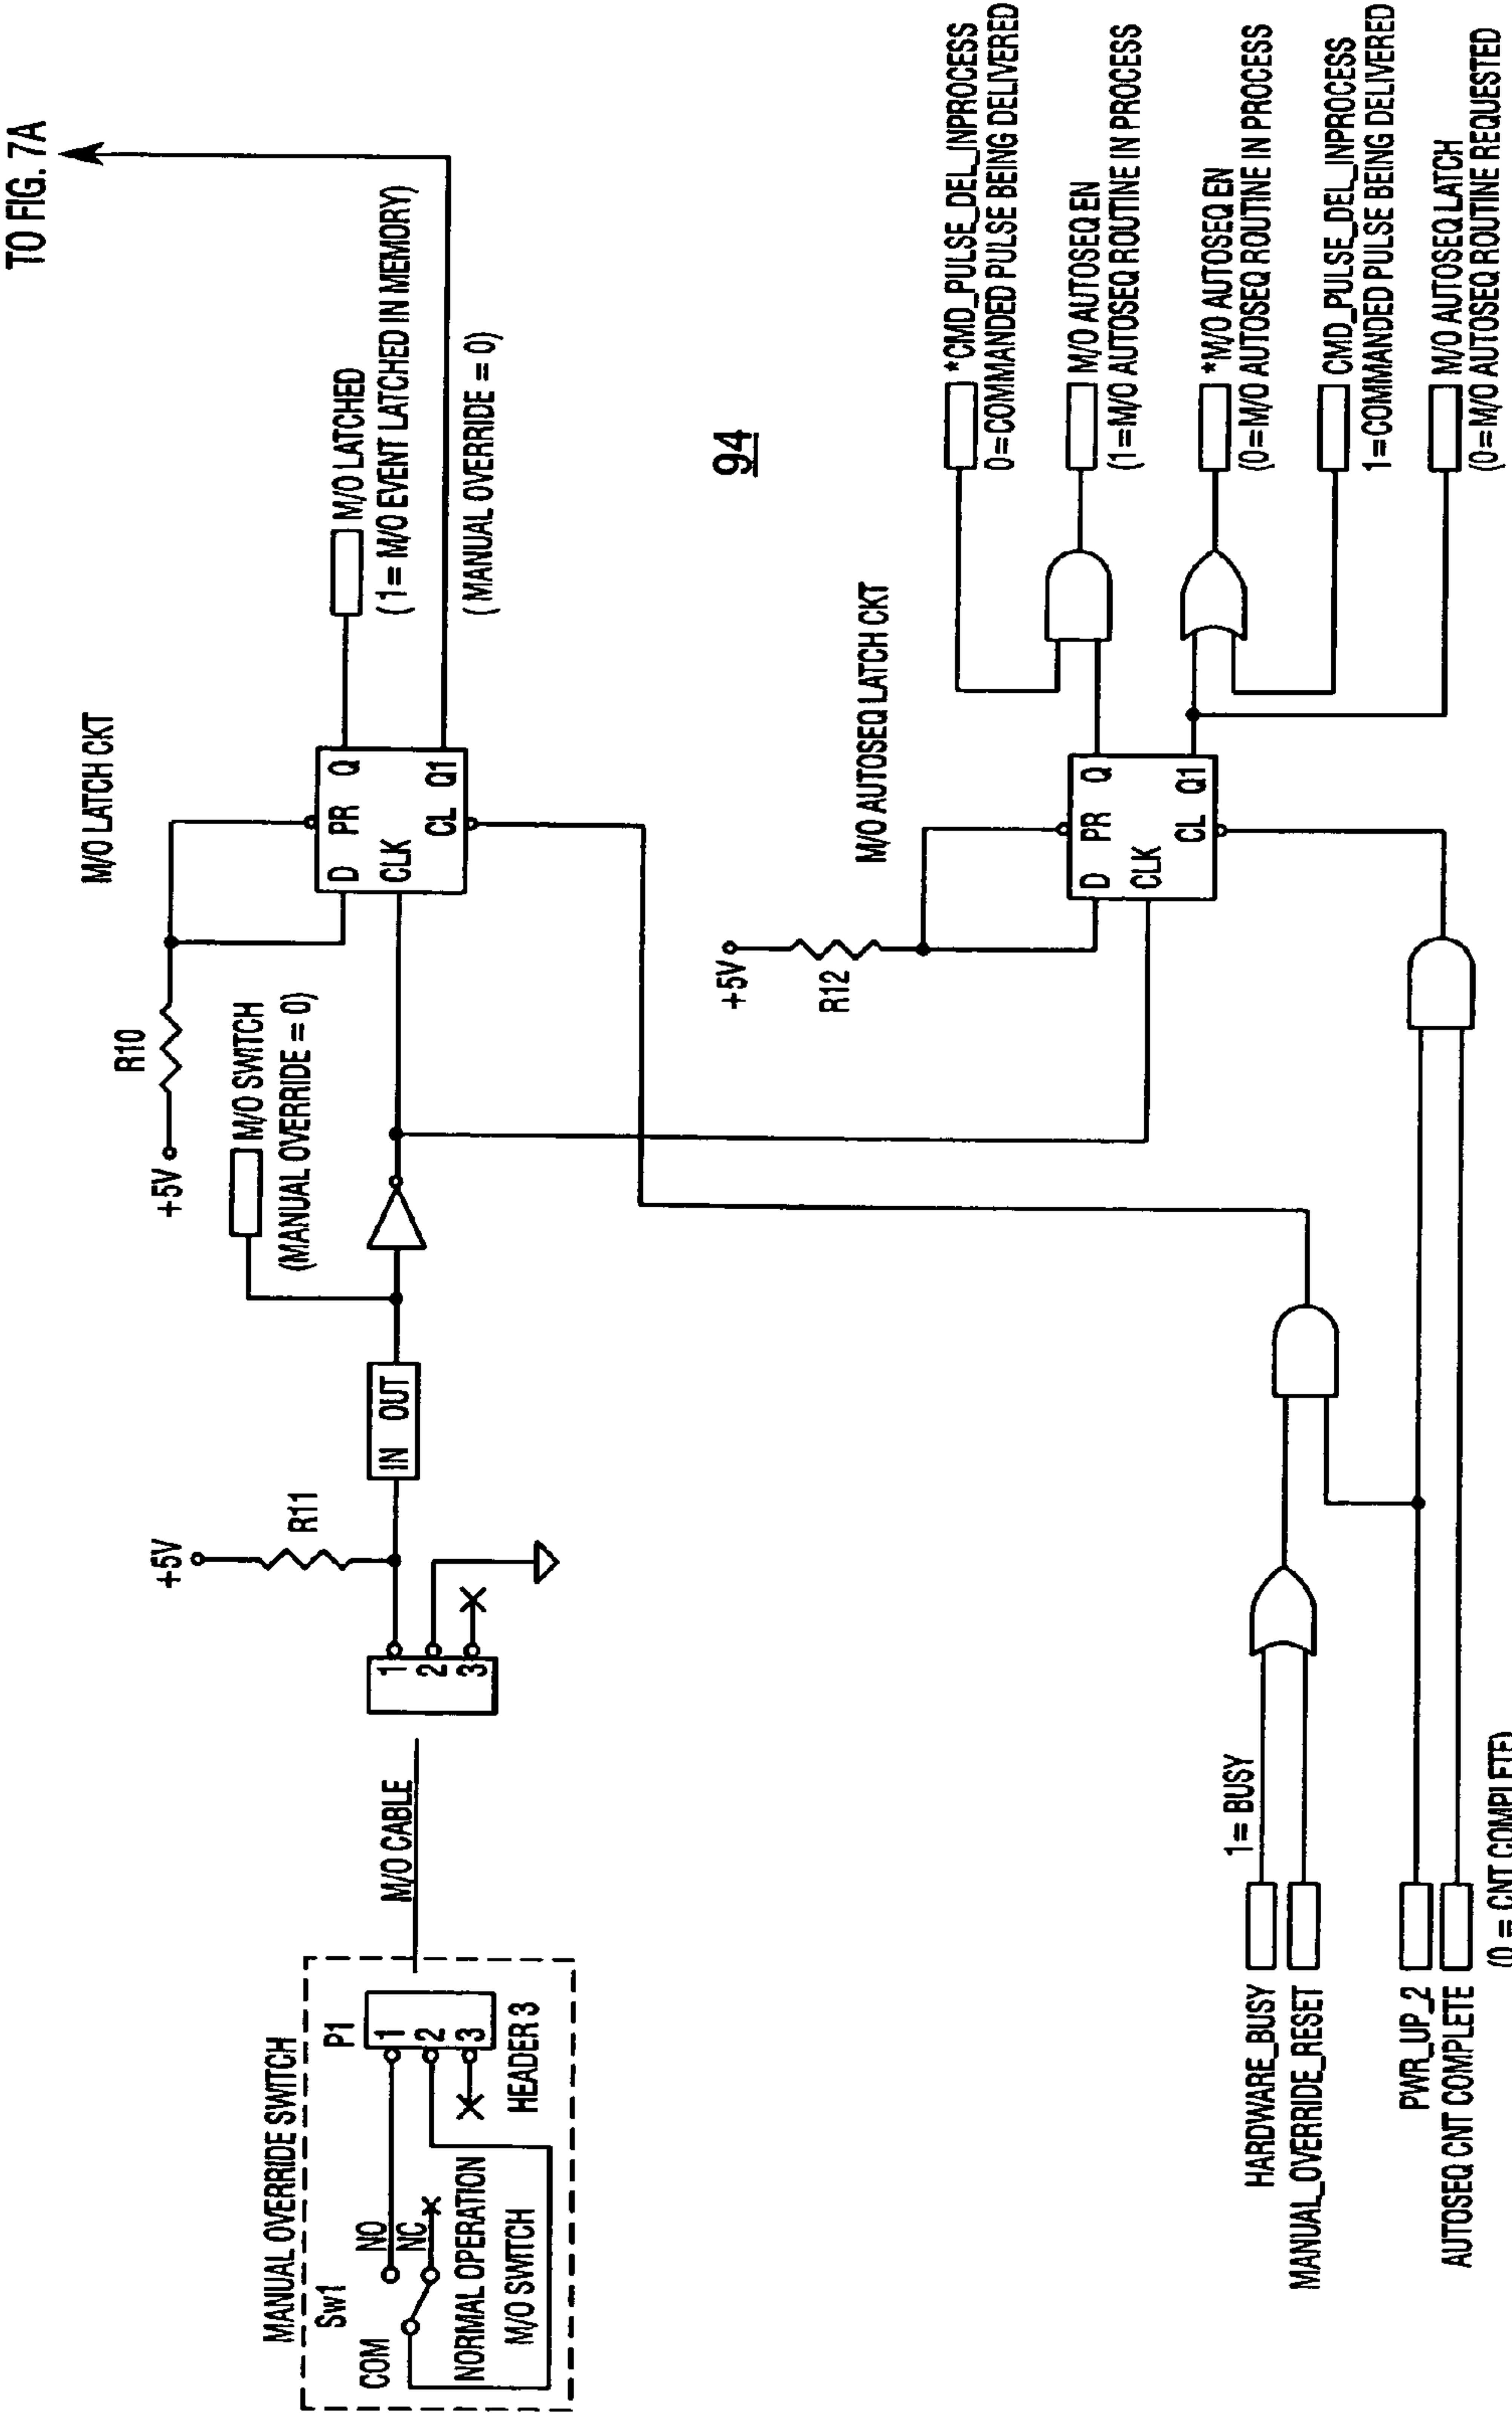 TO FIG. 7A
M/O LATCH CKT
R10
+5V
M/O SWITCH
(MANUAL OVERRIDE = 0)
M/O LATCHED
(1= M/O EVENT LATCHED IN MEMORY)
(MANUAL OVERRIDE = 0)
D PR Q
CLK
CL Q1
+5V
R11
IN OUT
1
2
3
M/O CABLE
MANUAL OVERRIDE SWITCH
Sw1
P1
NO
NC
COM
1
2
3
NORMAL OPERATION
M/O SWITCH
HEADER 3
94
M/O AUTOSEQ LATCH CKT
+5V
R12
D PR Q
CLK
CL Q1
*CMD_PULSE_DEL_INPROCESS
0=COMMANDED PULSE BEING DELIVERED
M/O AUTOSEQ EN
(1=M/O AUTOSEQ ROUTINE IN PROCESS
*M/O AUTOSEQ EN
(0=M/O AUTOSEQ ROUTINE IN PROCESS
CMD_PULSE_DEL_INPROCESS
1=COMMANDED PULSE BEING DELIVERED
M/O AUTOSEQ LATCH
(0=M/O AUTOSEQ ROUTINE REQUESTED
1= BUSY
HARDWARE_BUSY
MANUAL_OVERRIDE_RESET
PWR_UP_2
AUTOSEQ CNT COMPLETE
(0 = CNT COMPLETE)